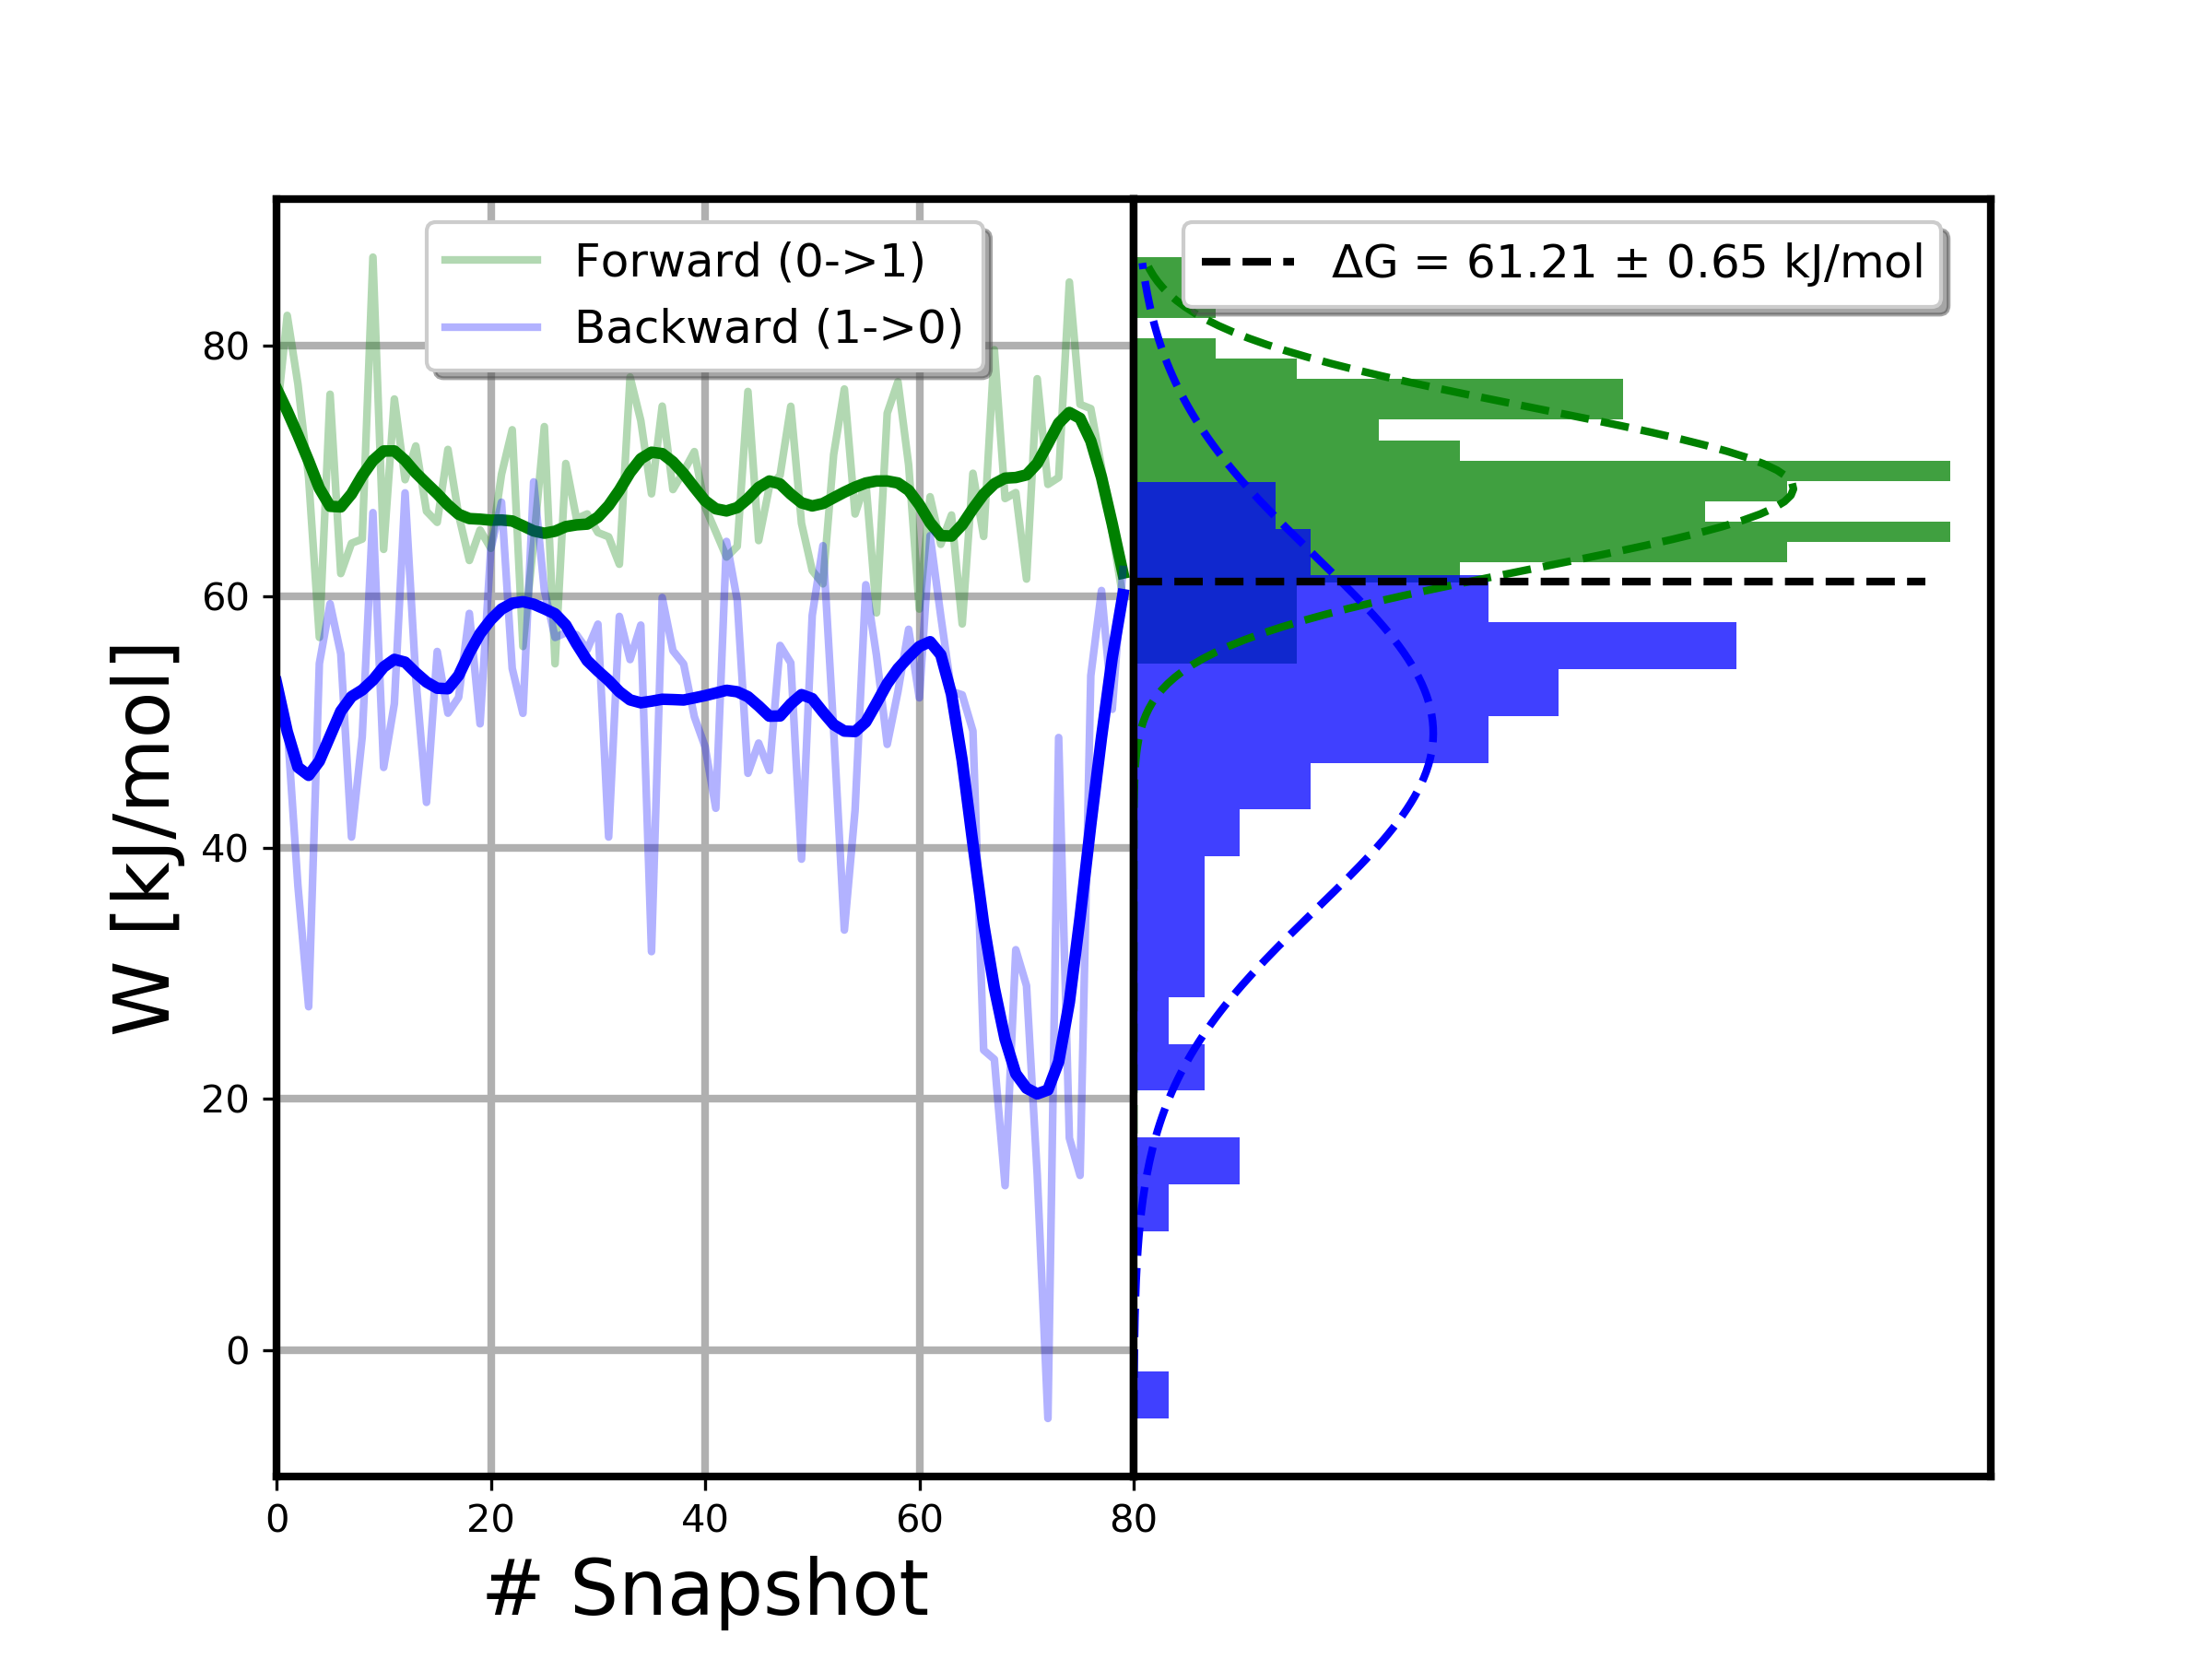 Forward (0->1)
Backward (1->0)
ΔG = 61.21 ± 0.65 kJ/mol
80
60
40
20
0
W [kJ/mol]
0 20 40 60 80
# Snapshot